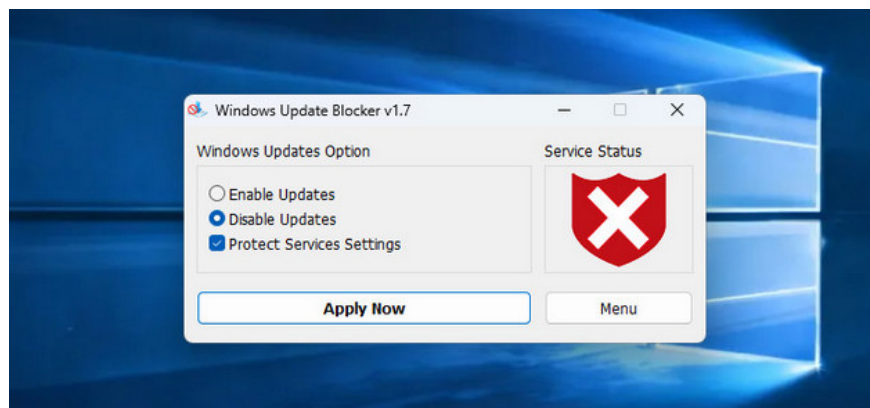 Windows Update Blocker v1.7
Windows Updates Option
Service Status
Enable Updates
Disable Updates
Protect Services Settings
Apply Now
Menu